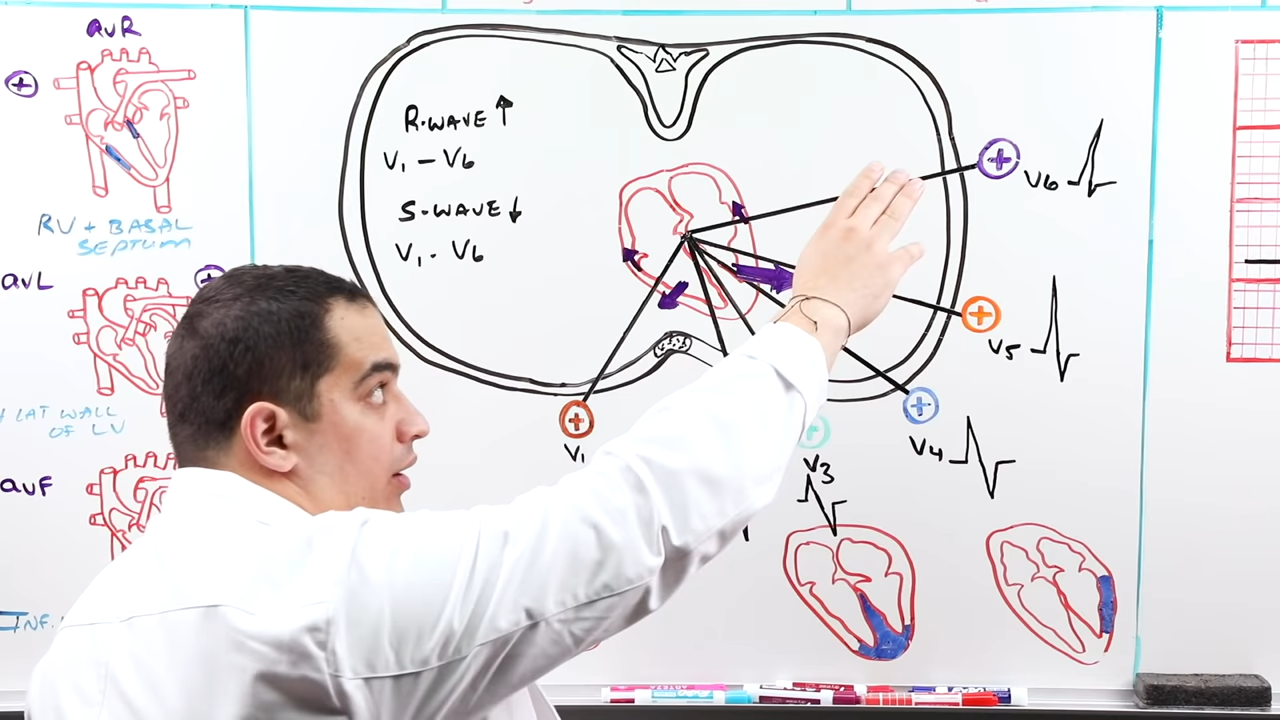 avR
+
RV + BASAL
SEPTUM
avL
+
LAT WALL
OF LV
avF
INF.
R-WAVE ↑
V1 - V6
S-WAVE ↓
V1 - V6
+
V6
+
V5
+
V4
+
V3
+
V1